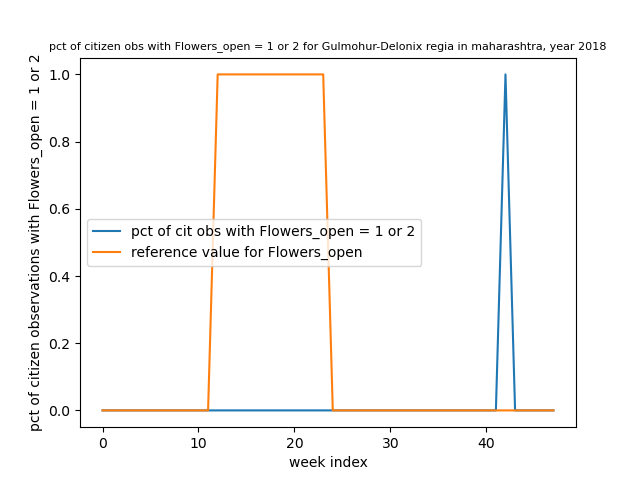 pct of citizen obs with Flowers_open = 1 or 2 for Gulmohur-Delonix regia in maharashtra, year 2018
pct of citizen observations with Flowers_open = 1 or 2
1.0
0.8
0.6
0.4
0.2
0.0
pct of cit obs with Flowers_open = 1 or 2
reference value for Flowers_open
0 10 20 30 40
week index